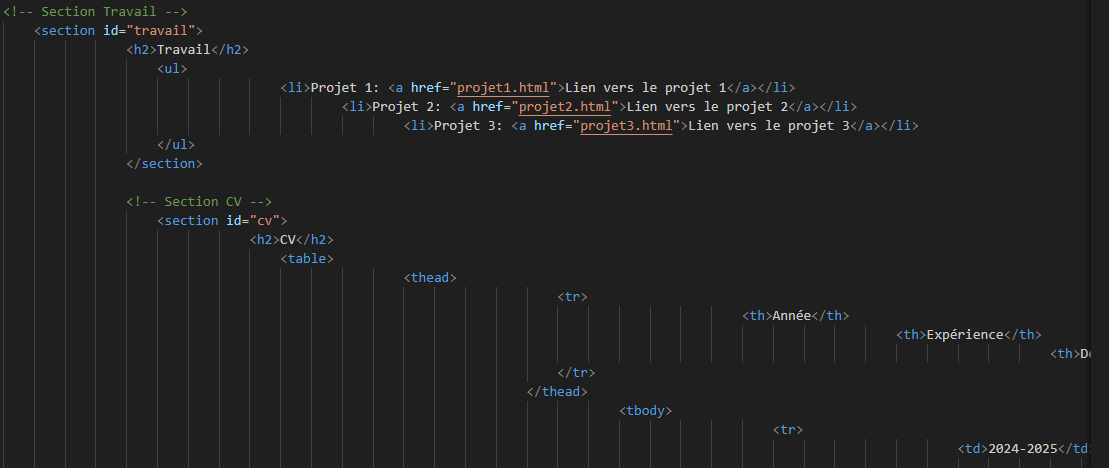 <!-- Section Travail -->
<section id="travail">
<h2>Travail</h2>
<ul>
<li>Projet 1: <a href="projet1.html">Lien vers le projet 1</a></li>
<li>Projet 2: <a href="projet2.html">Lien vers le projet 2</a></li>
<li>Projet 3: <a href="projet3.html">Lien vers le projet 3</a></li>
</ul>
</section>
<!-- Section CV -->
<section id="cv">
<h2>CV</h2>
<table>
<thead>
<tr>
<th>Année</th>
<th>Expérience</th>
<th>
</tr>
</thead>
<tbody>
<tr>
<td>2024-2025</td